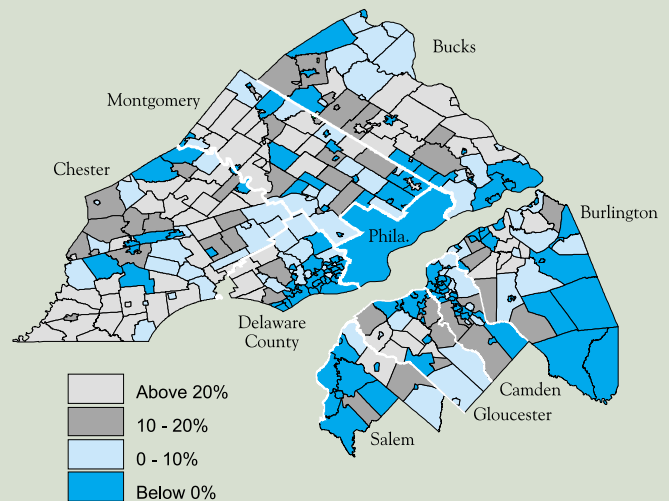 Bucks
Montgomery
Chester
Burlington
Phila.
Delaware
County
Camden
Gloucester
Salem
Above 20%
10 - 20%
0 - 10%
Below 0%